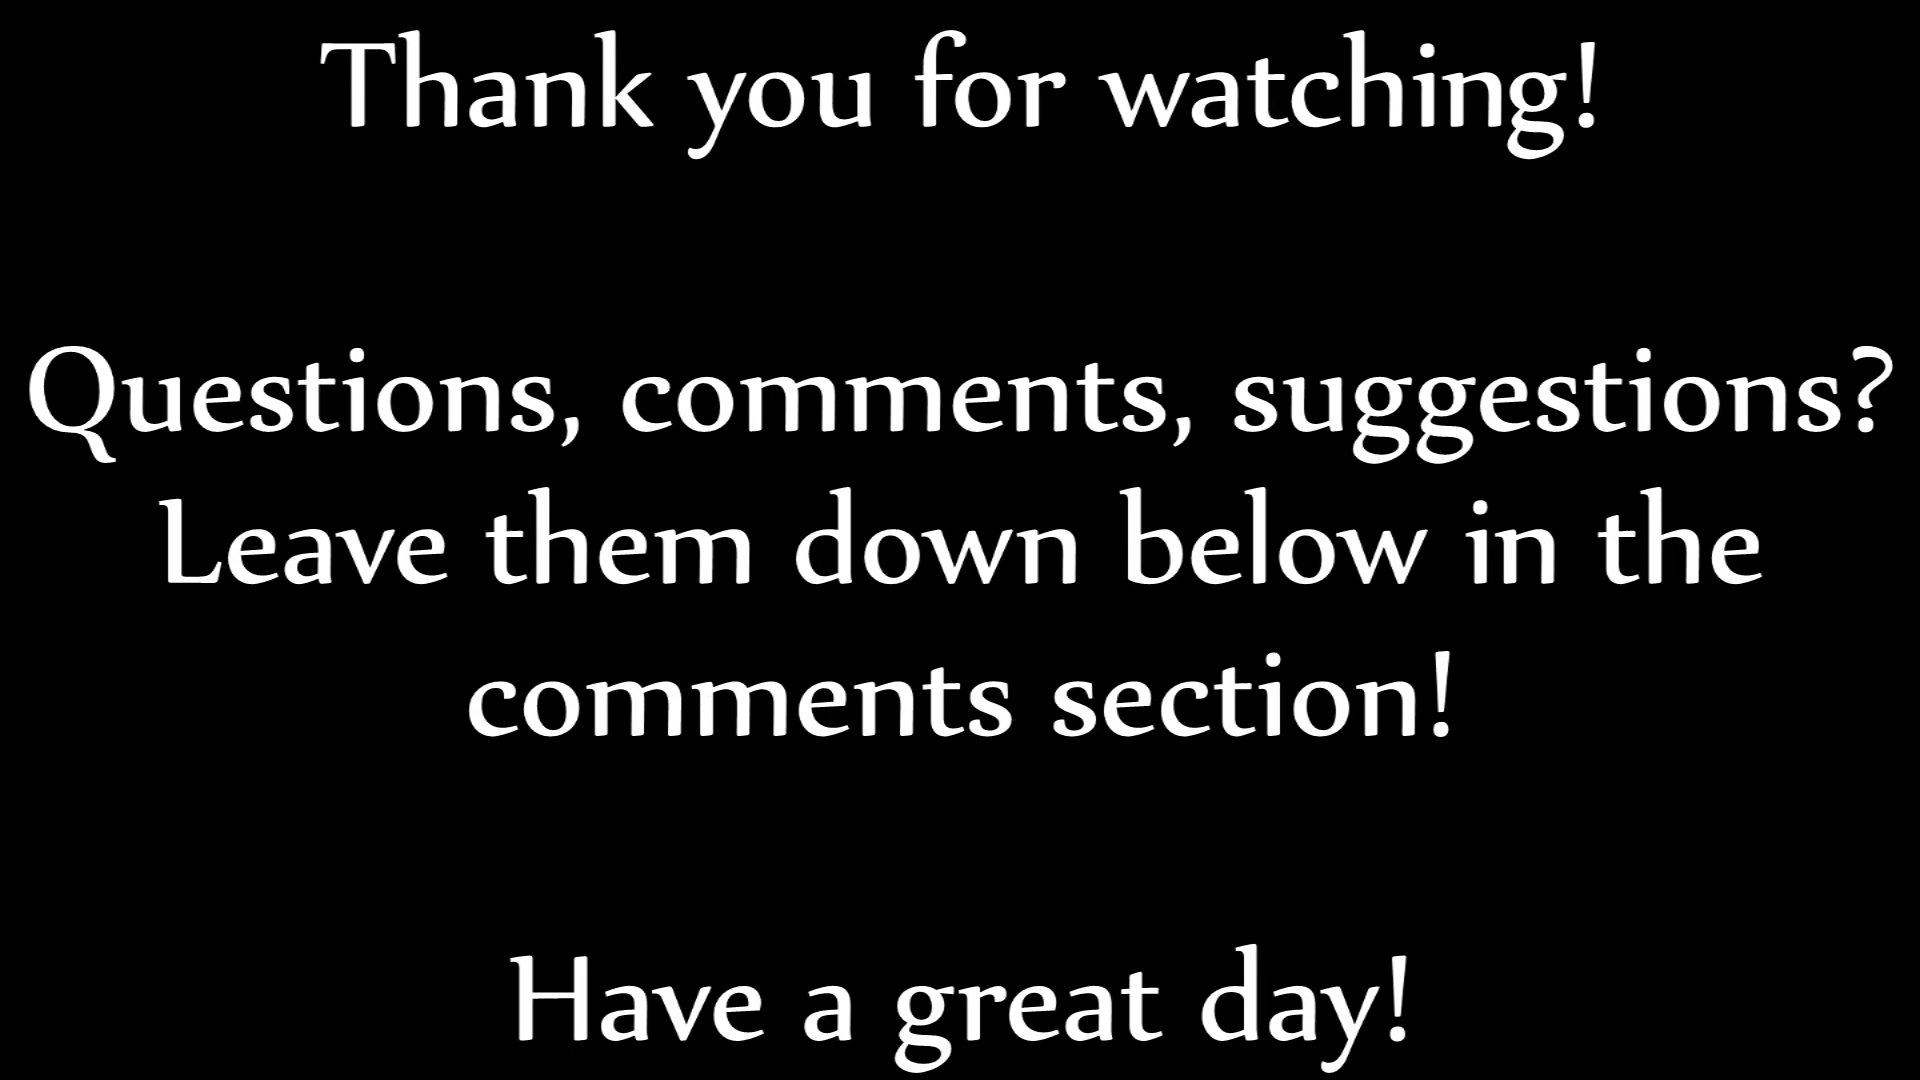 Thank you for watching!
Questions, comments, suggestions?
Leave them down below in the
comments section!
Have a great day!